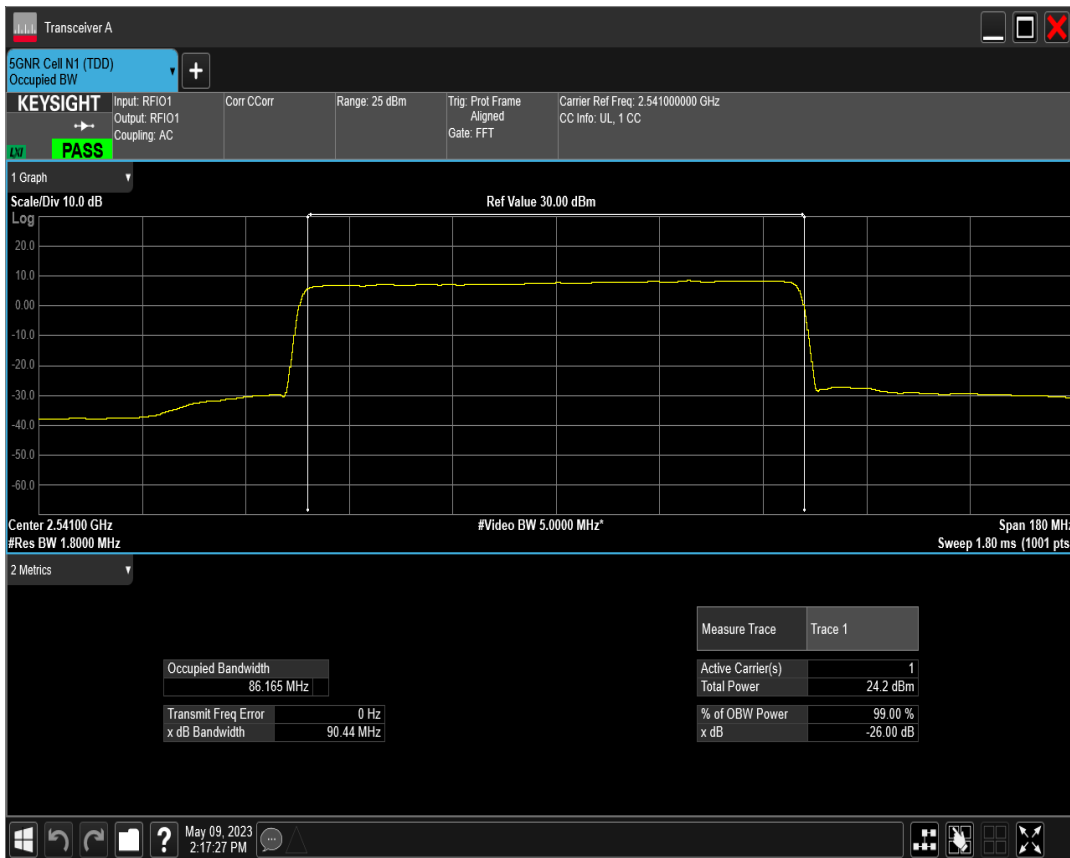 Transceiver A
5GNR Cell N1 (TDD)
Occupied BW
+
KEYSIGHT
LXI
PASS
Input: RFIO1
Output: RFIO1
Coupling: AC
Corr CCorr
Range: 25 dBm
Trig: Prot Frame
Aligned
Gate: FFT
Carrier Ref Freq: 2.541000000 GHz
CC Info: UL, 1 CC
1 Graph
Scale/Div 10.0 dB
Ref Value 30.00 dBm
Log
20.0
10.0
0.00
-10.0
-20.0
-30.0
-40.0
-50.0
-60.0
Center 2.54100 GHz
#Video BW 5.0000 MHz*
Span 180 MHz
#Res BW 1.8000 MHz
Sweep 1.80 ms (1001 pts
2 Metrics
Measure Trace Trace 1
Occupied Bandwidth
86.165 MHz
Active Carrier(s) 1
Total Power 24.2 dBm
Transmit Freq Error 0 Hz
x dB Bandwidth 90.44 MHz
% of OBW Power 99.00 %
x dB -26.00 dB
?
May 09, 2023
2:17:27 PM